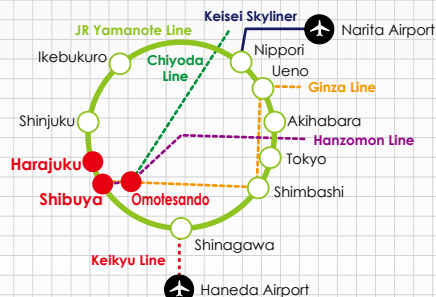 Keisei Skyliner
JR Yamanote Line
Narita Airport
Nippori
Ikebukuro
Chiyoda
Line
Ueno
Ginza Line
Shinjuku
Akihabara
Hanzomon Line
Harajuku
Tokyo
Shibuya
Omotesando
Shimbashi
Shinagawa
Keikyu Line
Haneda Airport